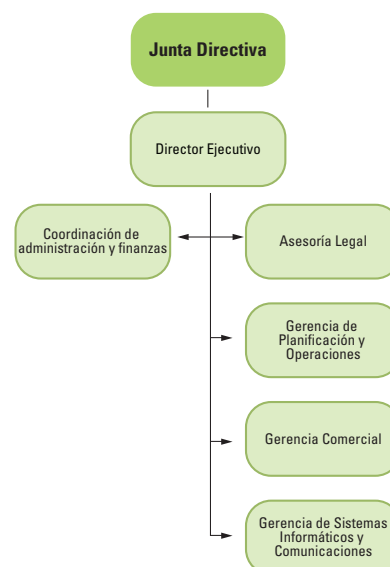 Junta Directiva
Director Ejecutivo
Coordinación de
administración y finanzas
Asesoría Legal
Gerencia de
Planificación y
Operaciones
Gerencia Comercial
Gerencia de Sistemas
Informáticos y
Comunicaciones